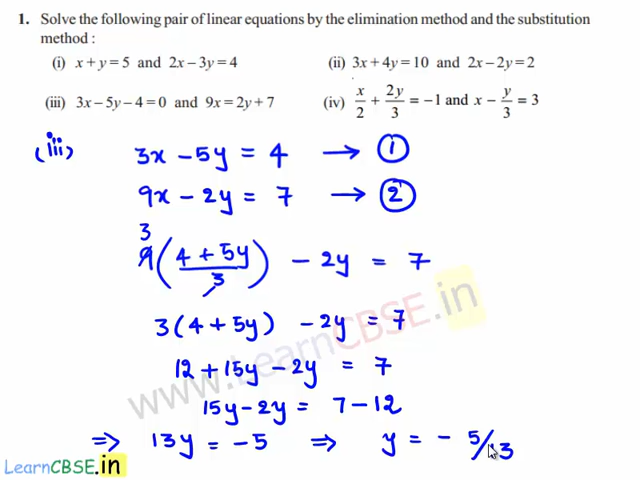 1. Solve the following pair of linear equations by the elimination method and the substitution
method :
(i) x + y = 5 and 2x – 3y = 4 (ii) 3x + 4y = 10 and 2x – 2y = 2
(iii) 3x – 5y – 4 = 0 and 9x = 2y + 7 (iv) x/2 + 2y/3 = –1 and x – y/3 = 3
(iii) 3x – 5y = 4 → ①
9x – 2y = 7 → ②
3
9( (4 + 5y)/3 ) – 2y = 7
3(4 + 5y) – 2y = 7
12 + 15y – 2y = 7
15y – 2y = 7 – 12
⇒ 13y = –5 ⇒ y = – 5/13
www.LearnCBSE.in
LearnCBSE.in